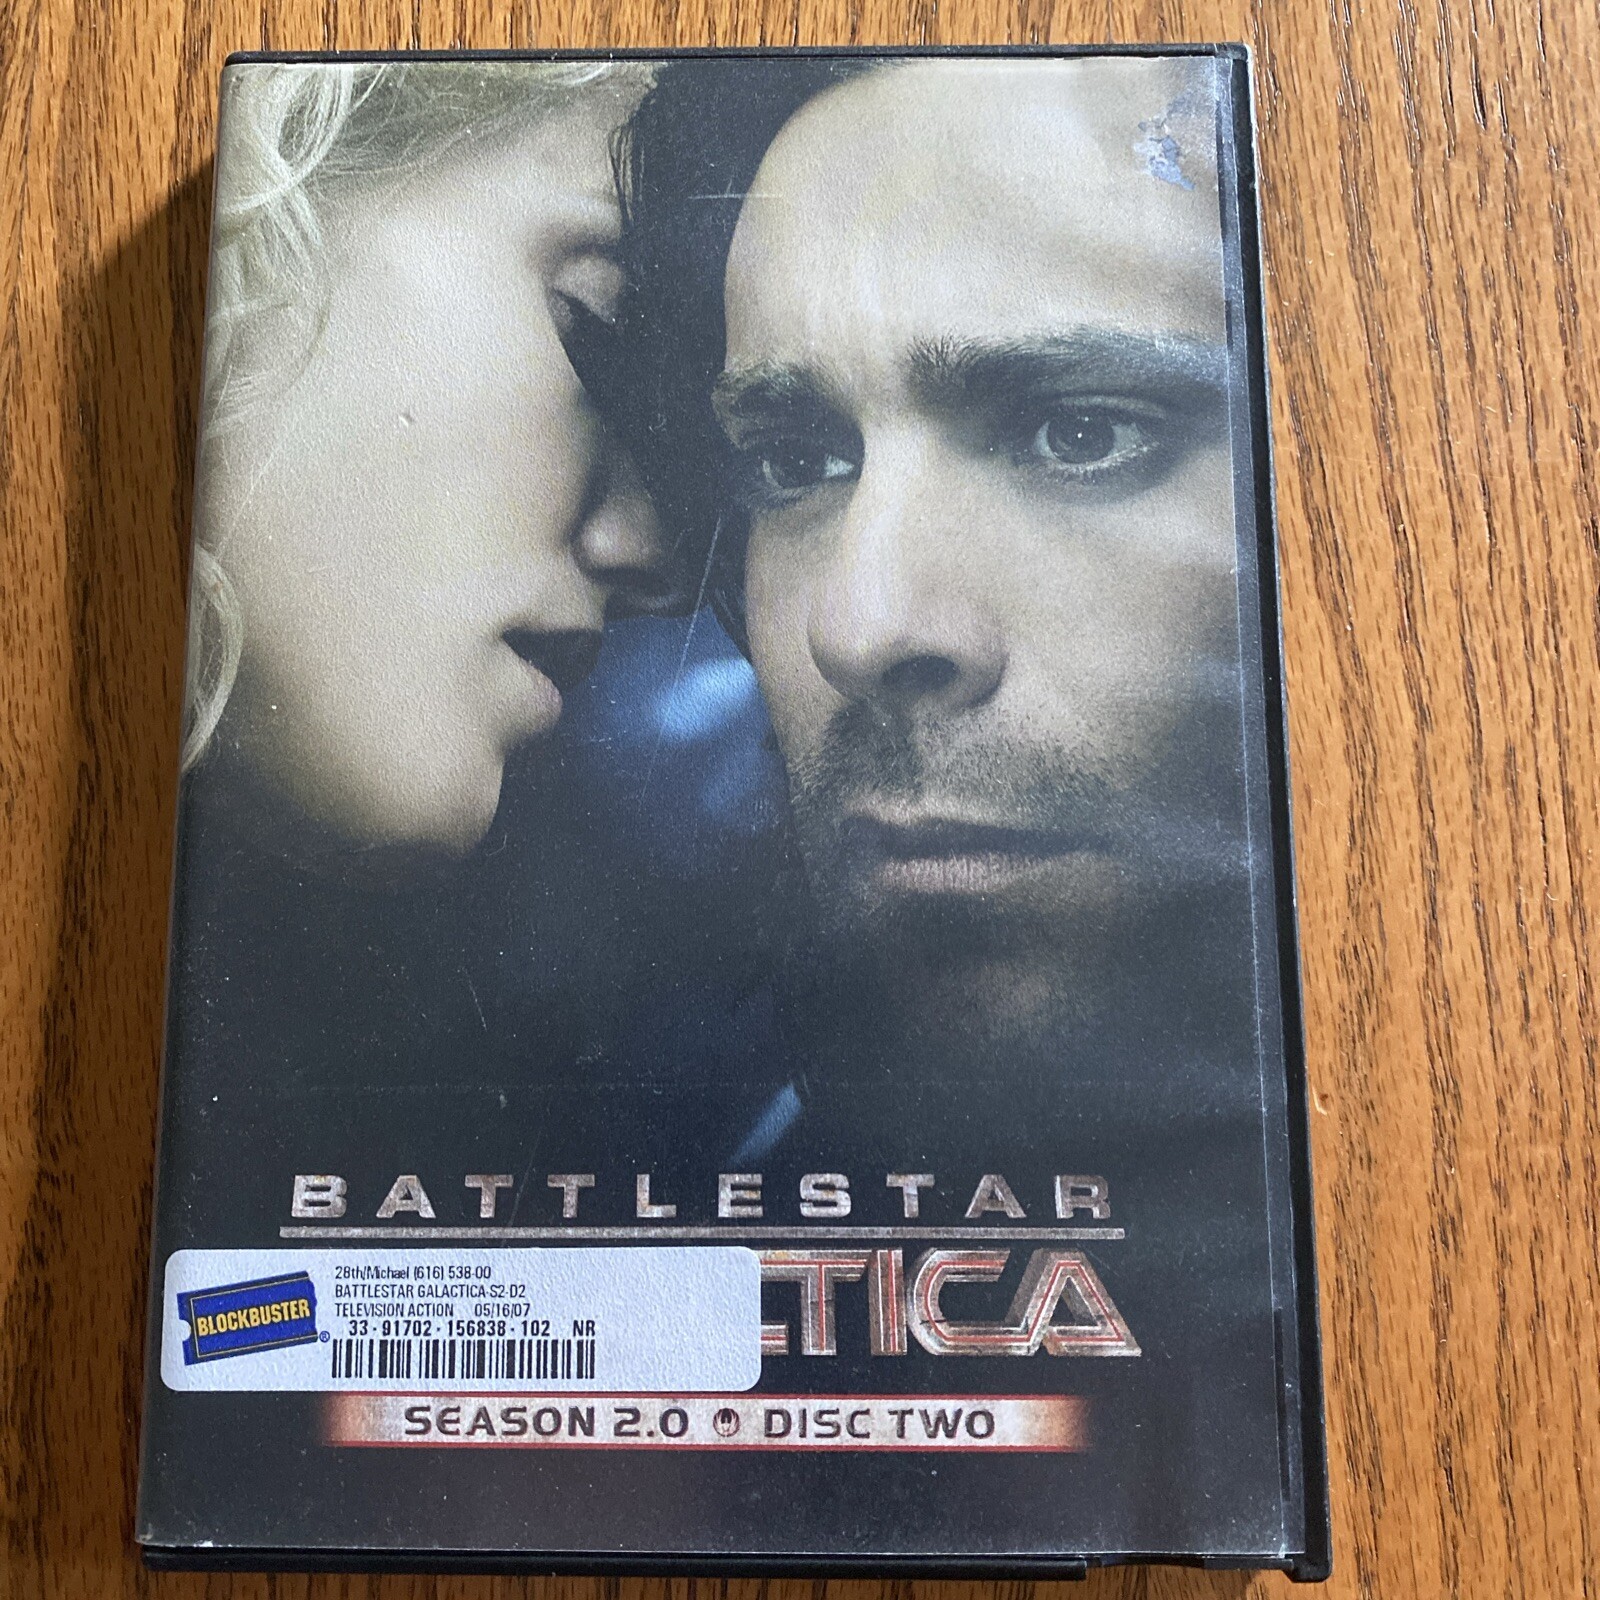 BATTLESTAR
CTICA
BLOCKBUSTER®
28th/Michael (616) 538-00
BATTLESTAR GALACTICA-S2-D2
TELEVISION ACTION 05/16/07
33-91702-156838-102 NR
SEASON 2.0 DISC TWO